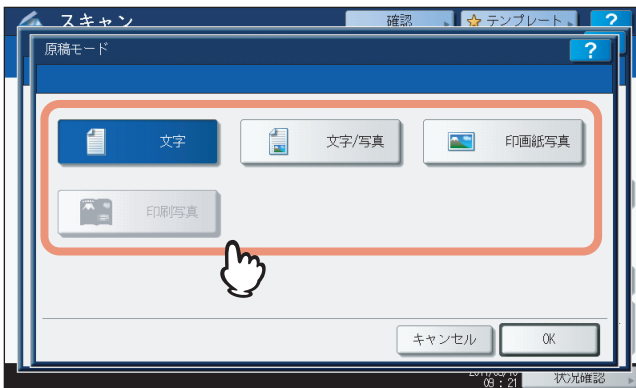 スキャン
確認
テンプレート
?
原稿モード
?
文字
文字/写真
印画紙写真
印刷写真
キャンセル
OK
09 : 21
状況確認